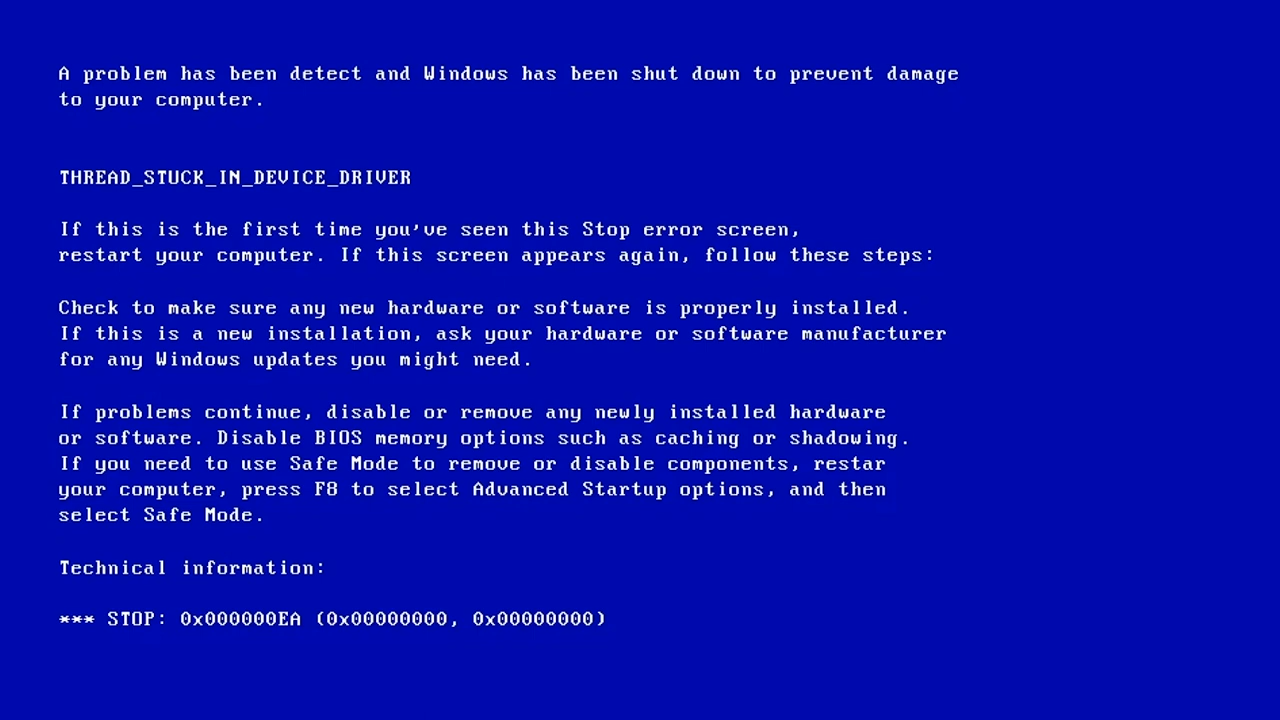 A problem has been detect and Windows has been shut down to prevent damage
to your computer.
THREAD_STUCK_IN_DEVICE_DRIVER
If this is the first time you've seen this Stop error screen,
restart your computer. If this screen appears again, follow these steps:
Check to make sure any new hardware or software is properly installed.
If this is a new installation, ask your hardware or software manufacturer
for any Windows updates you might need.
If problems continue, disable or remove any newly installed hardware
or software. Disable BIOS memory options such as caching or shadowing.
If you need to use Safe Mode to remove or disable components, restar
your computer, press F8 to select Advanced Startup options, and then
select Safe Mode.
Technical information:
*** STOP: 0x000000EA (0x00000000, 0x00000000)